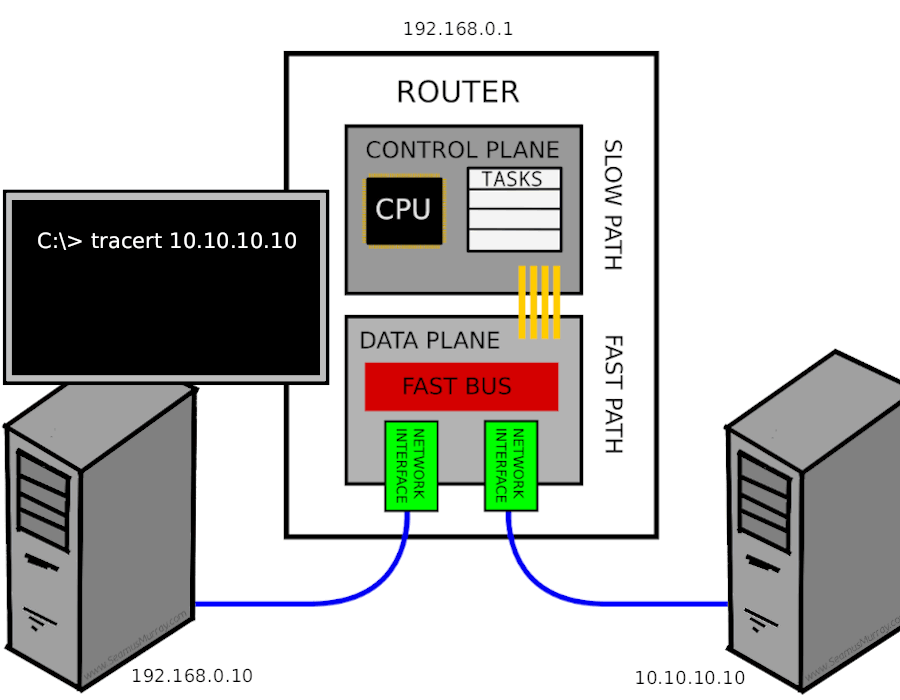 192.168.0.1
ROUTER
CONTROL PLANE
CPU
TASKS
SLOW PATH
C:\> tracert 10.10.10.10
DATA PLANE
FAST BUS
FAST PATH
NETWORK
INTERFACE
NETWORK
INTERFACE
www.SeamusMurray.com
www.SeamusMurray.com
192.168.0.10
10.10.10.10